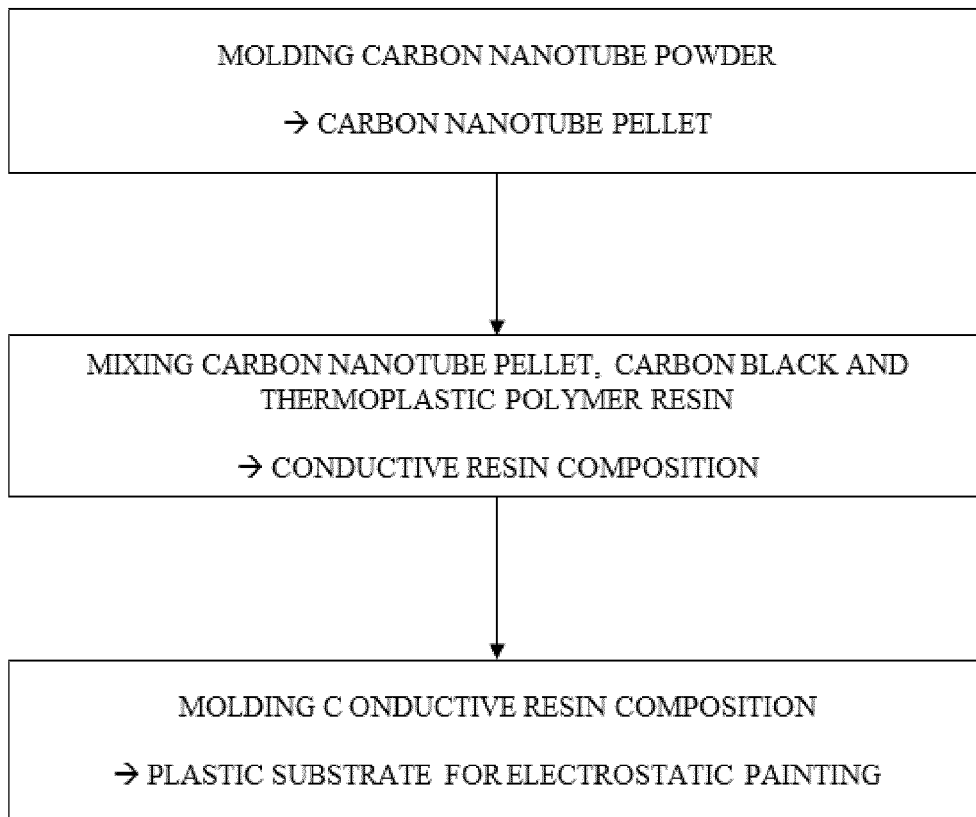 MOLDING CARBON NANOTUBE POWDER
→ CARBON NANOTUBE PELLET
MIXING CARBON NANOTUBE PELLET, CARBON BLACK AND
THERMOPLASTIC POLYMER RESIN
→ CONDUCTIVE RESIN COMPOSITION
MOLDING C ONDUCTIVE RESIN COMPOSITION
→ PLASTIC SUBSTRATE FOR ELECTROSTATIC PAINTING